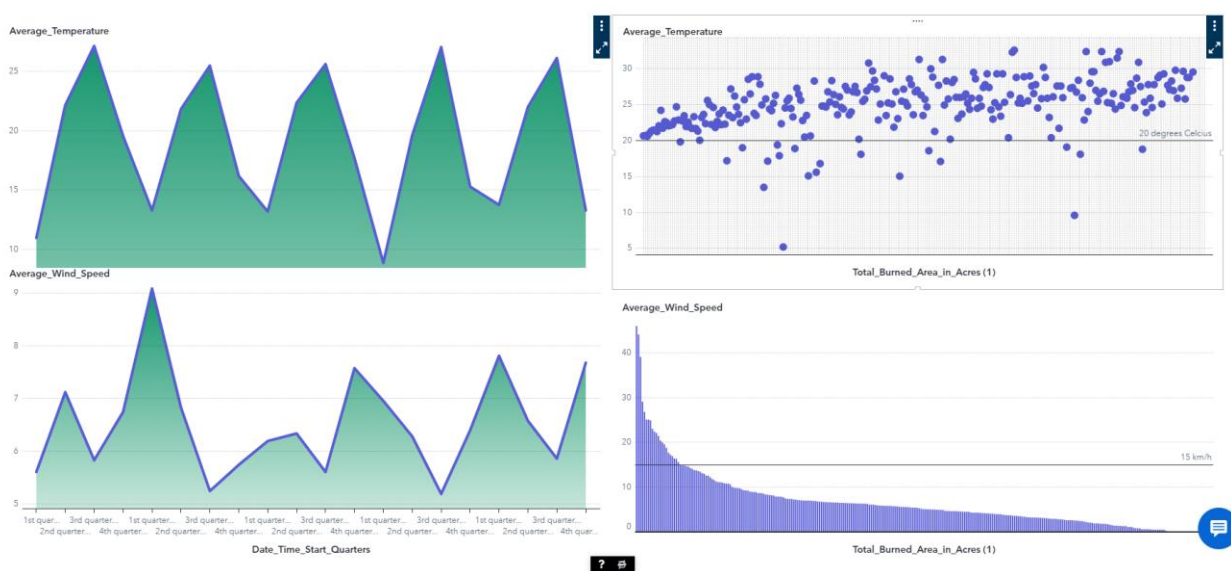 Average_Temperature
25
20
15
10
Average_Wind_Speed
9
8
7
6
5
1st quar... 3rd quarter... 1st quarter... 3rd quarter... 1st quarter... 3rd quarter... 1st quarter... 3rd quarter... 1st quarter... 3rd quarter...
2nd quarter... 4th quarter... 2nd quarter... 4th quarter... 2nd quarter... 4th quarter... 2nd quarter... 4th quarter... 2nd quarter... 4th quar...
Date_Time_Start_Quarters
Average_Temperature
30
25
20
15
10
5
20 degrees Celcius
Total_Burned_Area_in_Acres (1)
Average_Wind_Speed
40
30
20
10
0
15 km/h
Total_Burned_Area_in_Acres (1)
?